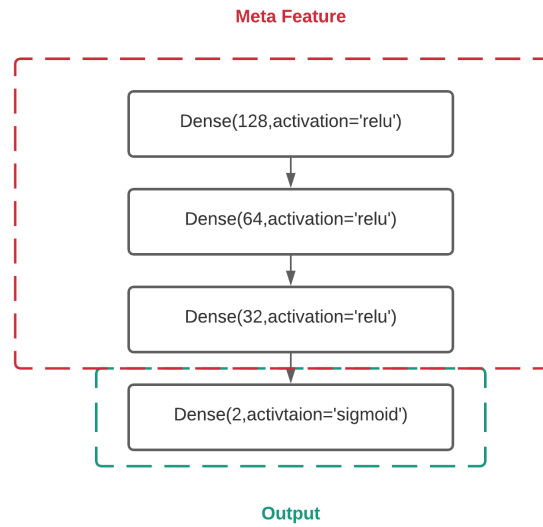 Meta Feature
Dense(128,activation='relu')
Dense(64,activation='relu')
Dense(32,activation='relu')
Dense(2,activtaion='sigmoid')
Output